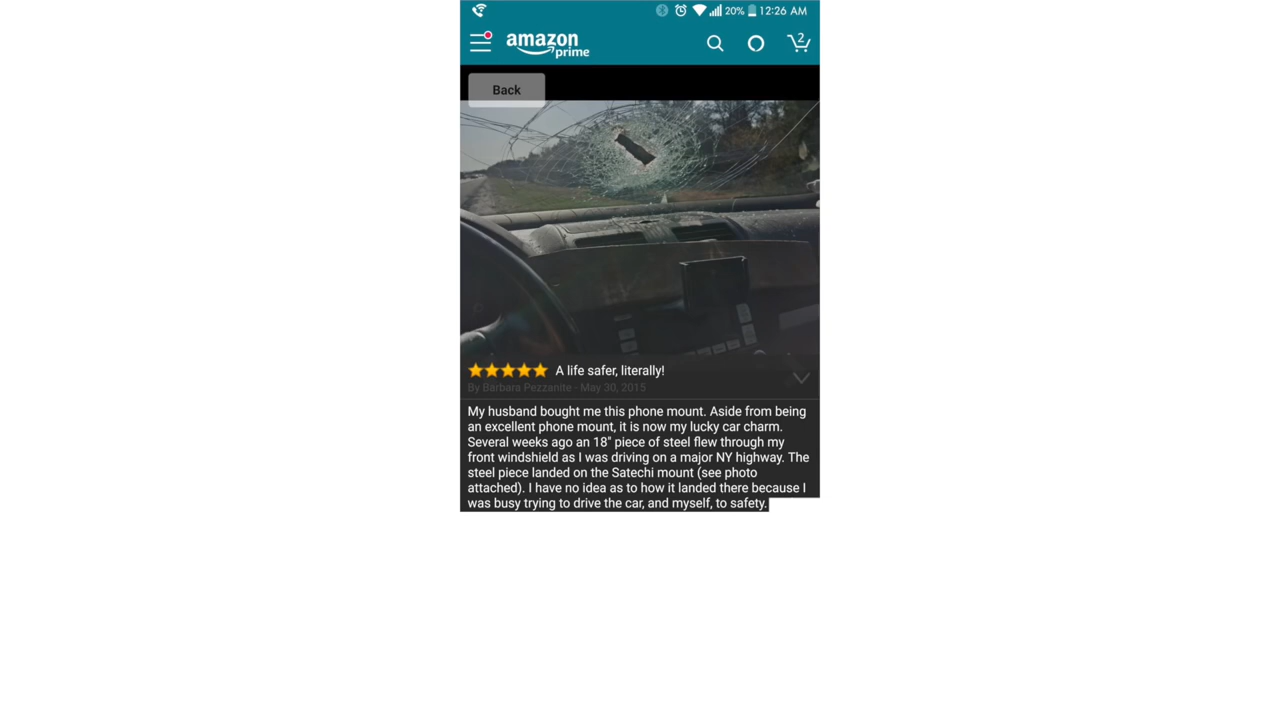 20% 12:26 AM
amazon prime
2
Back
A life safer, literally!
By Barbara Pezzanite - May 30, 2015
My husband bought me this phone mount. Aside from being
an excellent phone mount, it is now my lucky car charm.
Several weeks ago an 18" piece of steel flew through my
front windshield as I was driving on a major NY highway. The
steel piece landed on the Satechi mount (see photo
attached). I have no idea as to how it landed there because I
was busy trying to drive the car, and myself, to safety.